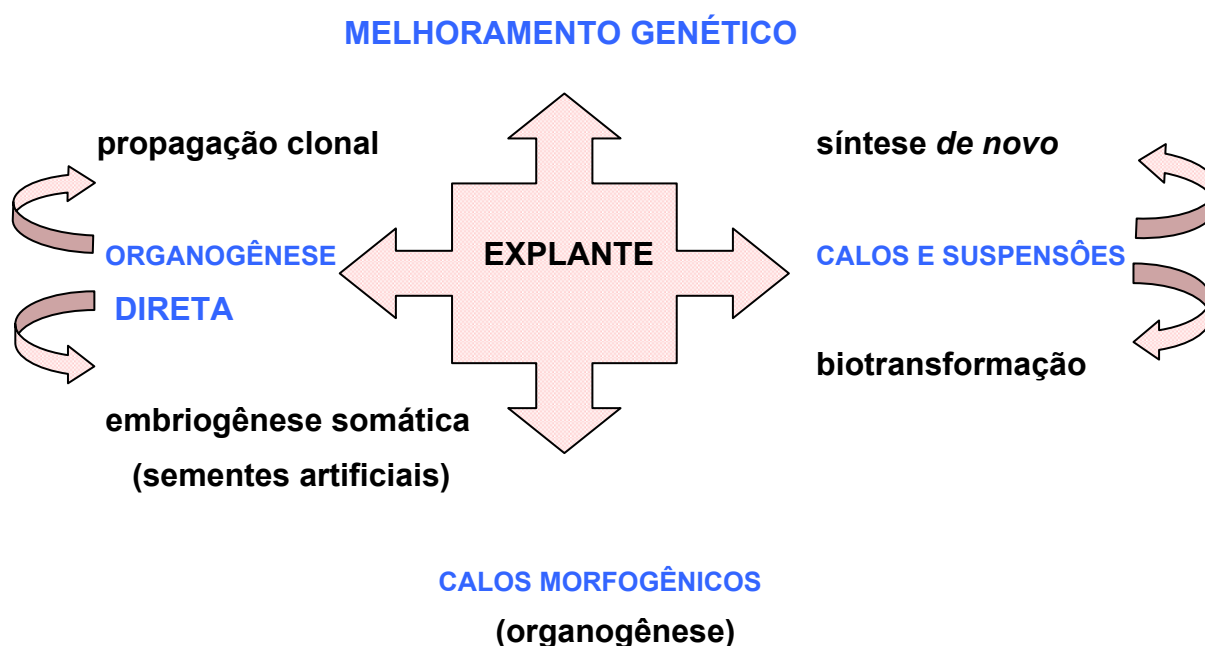 MELHORAMENTO GENÉTICO
propagação clonal
síntese de novo
EXPLANTE
ORGANOGÊNESE
CALOS E SUSPENSÔES
DIRETA
biotransformação
embriogênese somática
(sementes artificiais)
CALOS MORFOGÊNICOS
(organogênese)